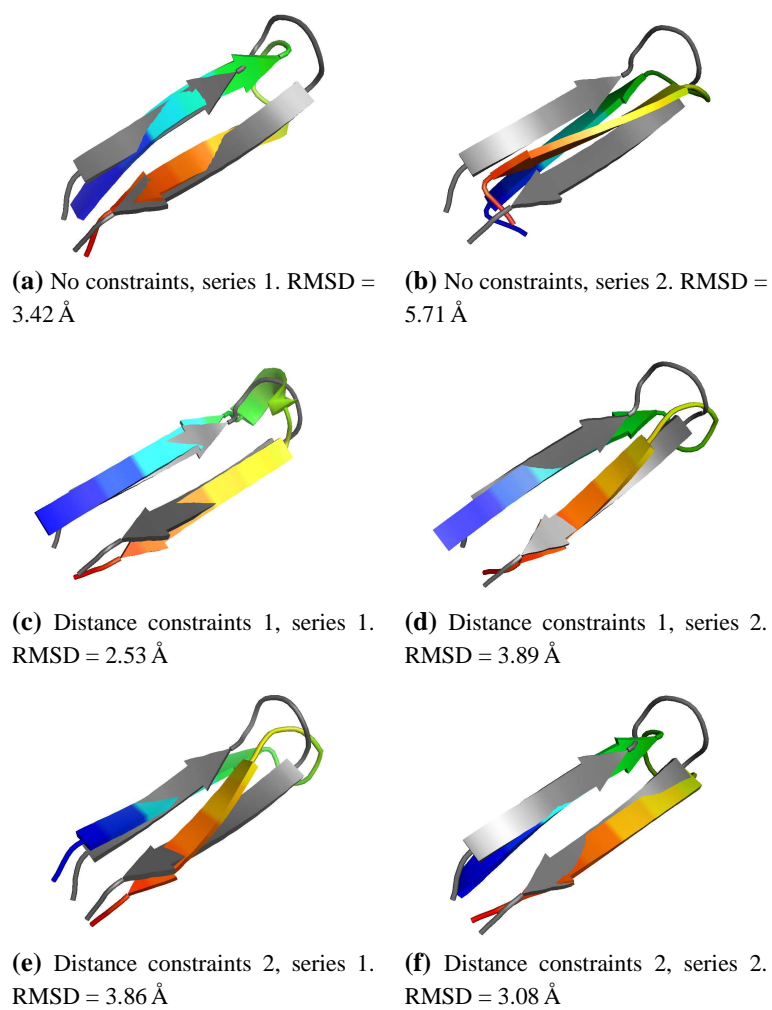 (a) No constraints, series 1. RMSD =
3.42 Å
(b) No constraints, series 2. RMSD =
5.71 Å
(c) Distance constraints 1, series 1.
RMSD = 2.53 Å
(d) Distance constraints 1, series 2.
RMSD = 3.89 Å
(e) Distance constraints 2, series 1.
RMSD = 3.86 Å
(f) Distance constraints 2, series 2.
RMSD = 3.08 Å